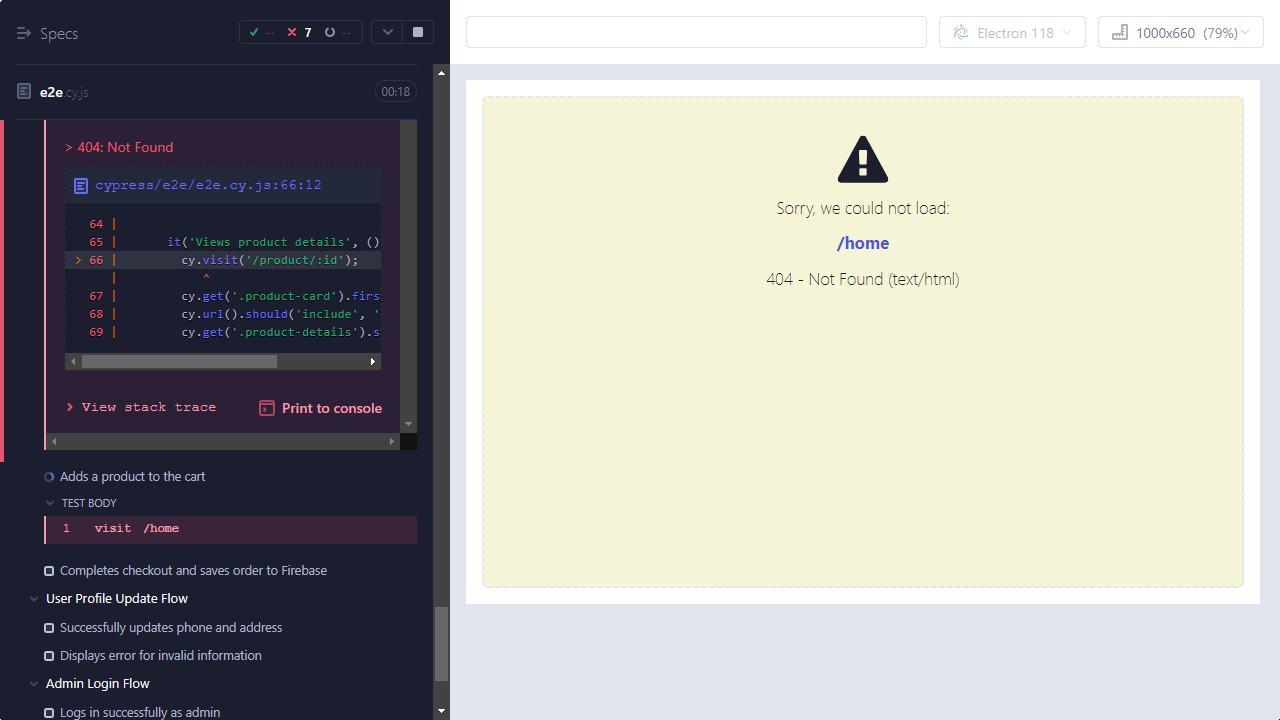 Specs
-- 7 --
Electron 118
1000x660 (79%)
e2e.cy.js
00:18
> 404: Not Found
cypress/e2e/e2e.cy.js:66:12
64 |
65 | it('Views product details', ()
> 66 | cy.visit('/product/:id');
| ^
67 | cy.get('.product-card').firs
68 | cy.url().should('include', '
69 | cy.get('.product-details').s
> View stack trace
Print to console
Adds a product to the cart
TEST BODY
1 visit /home
Completes checkout and saves order to Firebase
User Profile Update Flow
Successfully updates phone and address
Displays error for invalid information
Admin Login Flow
Logs in successfully as admin
Sorry, we could not load:
/home
404 - Not Found (text/html)